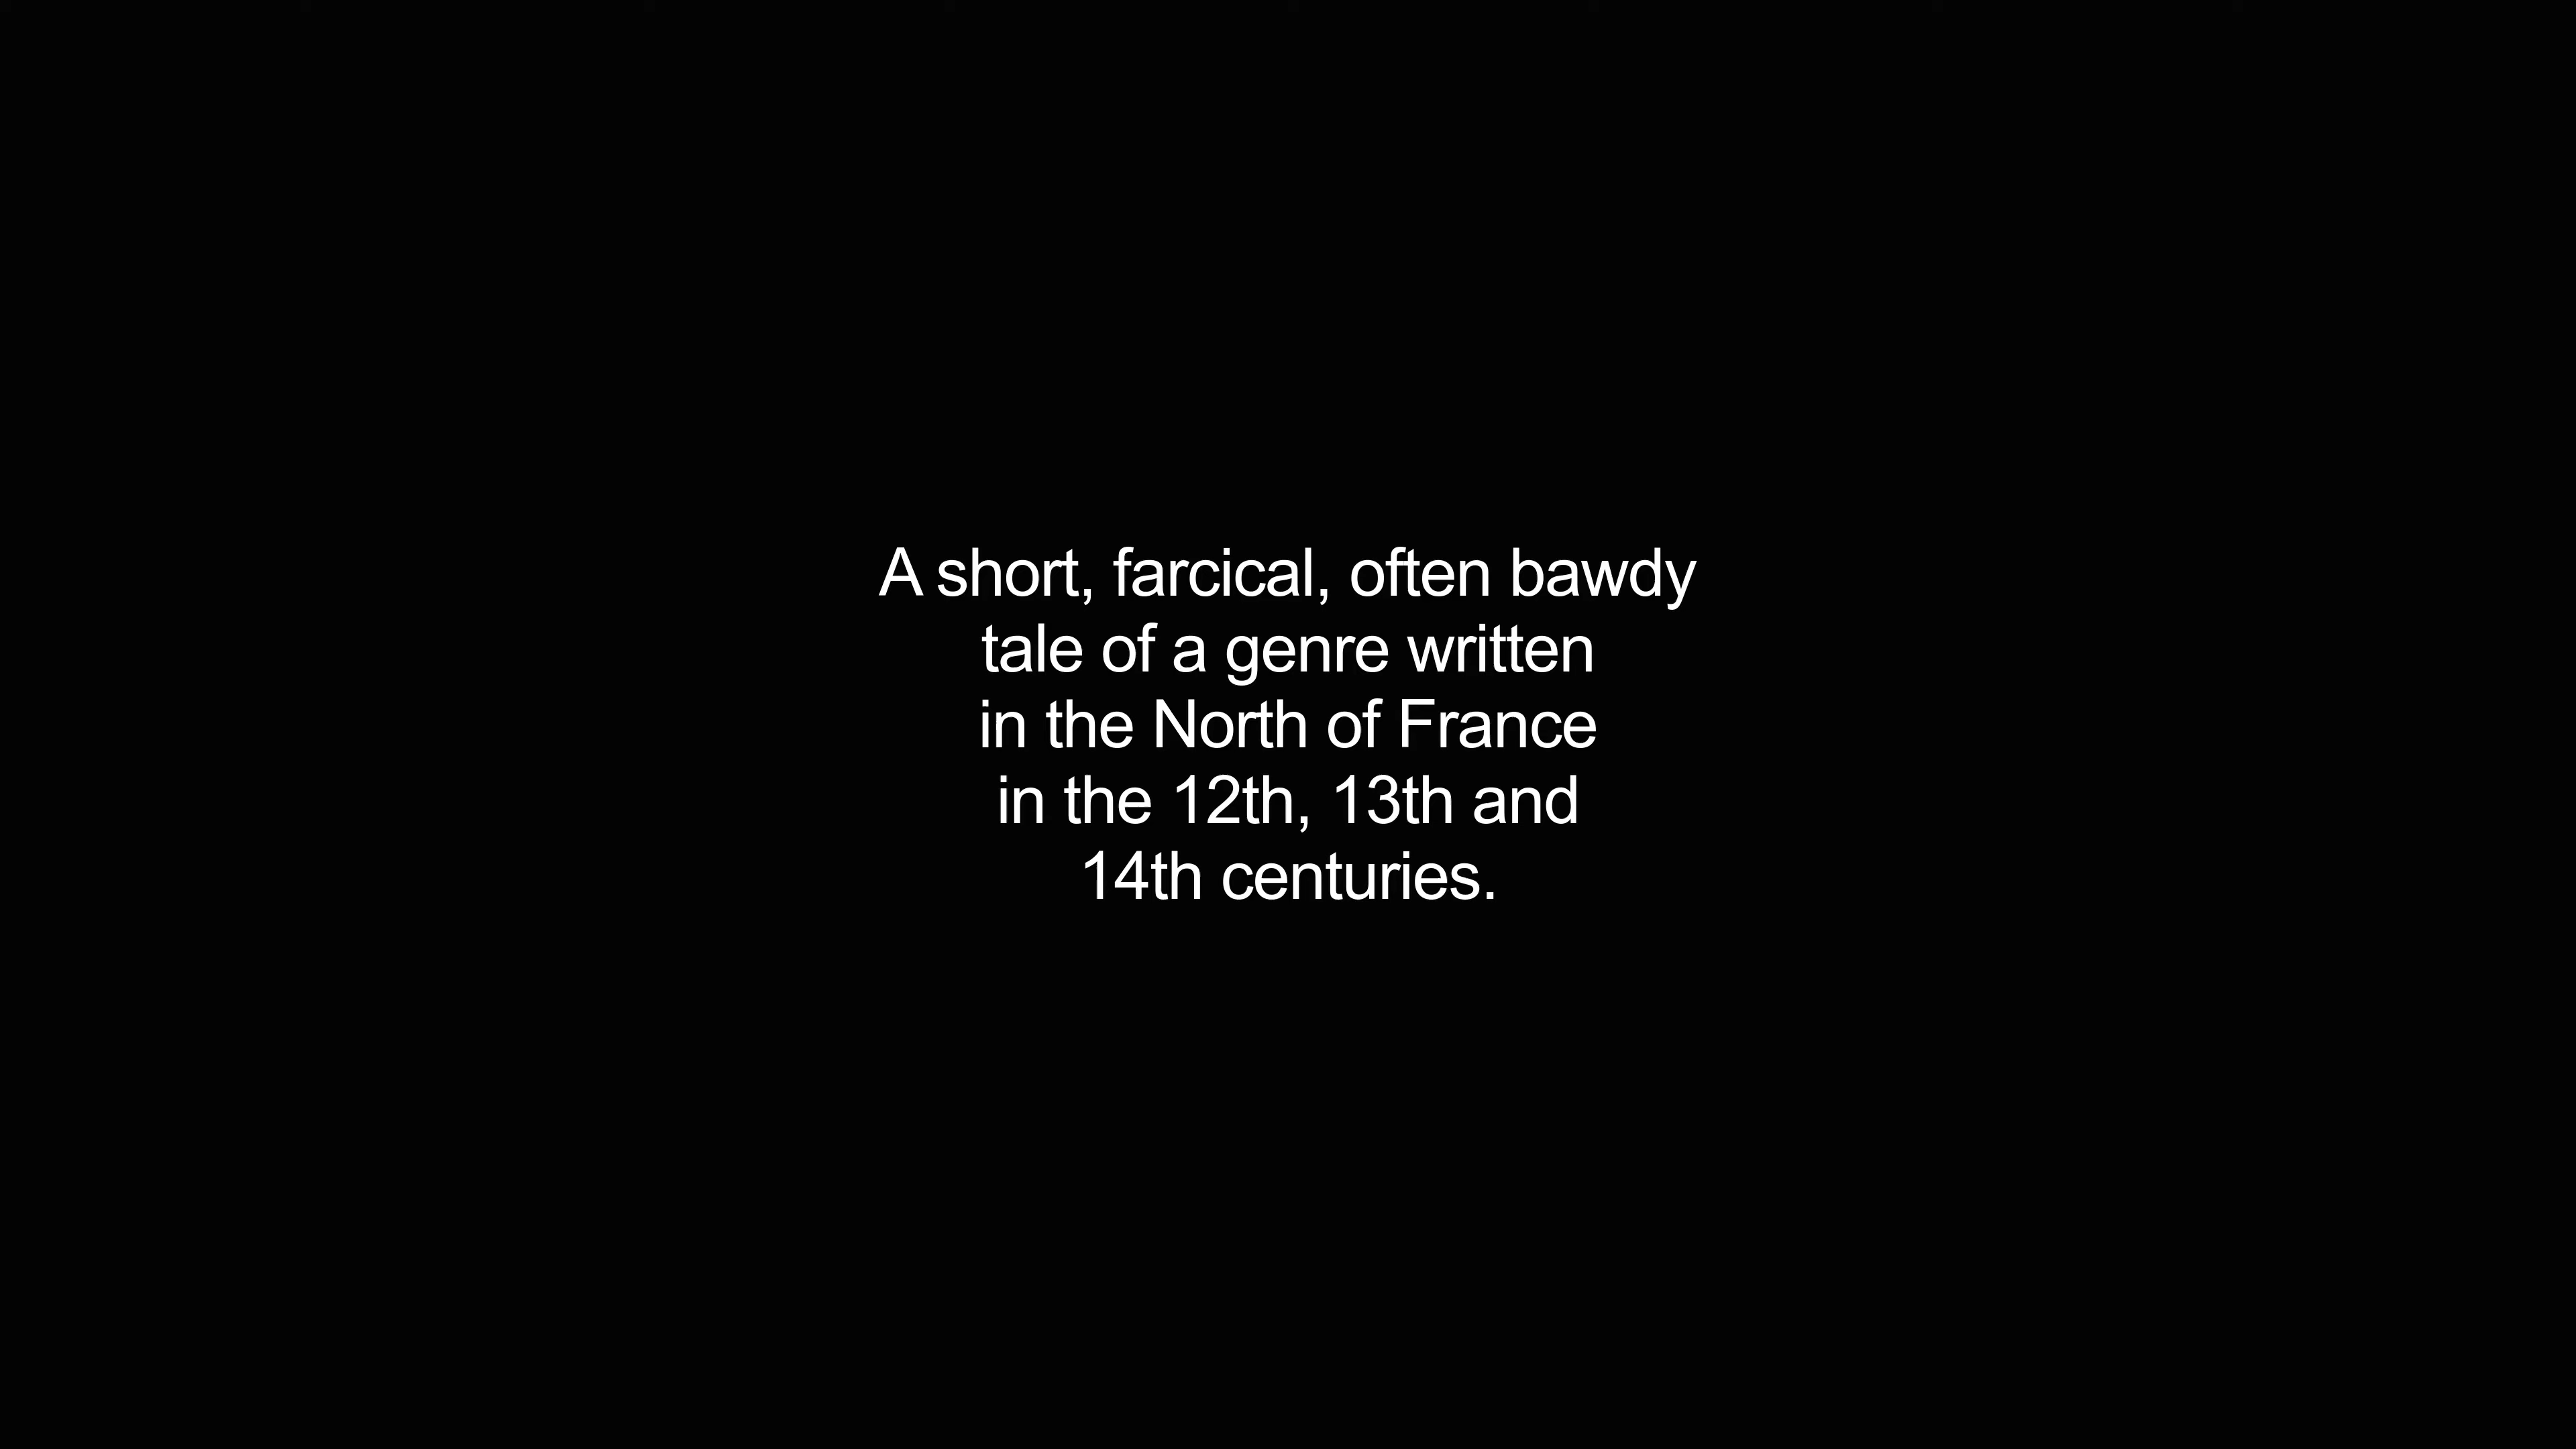 A short, farcical, often bawdy
tale of a genre written
in the North of France
in the 12th, 13th and
14th centuries.